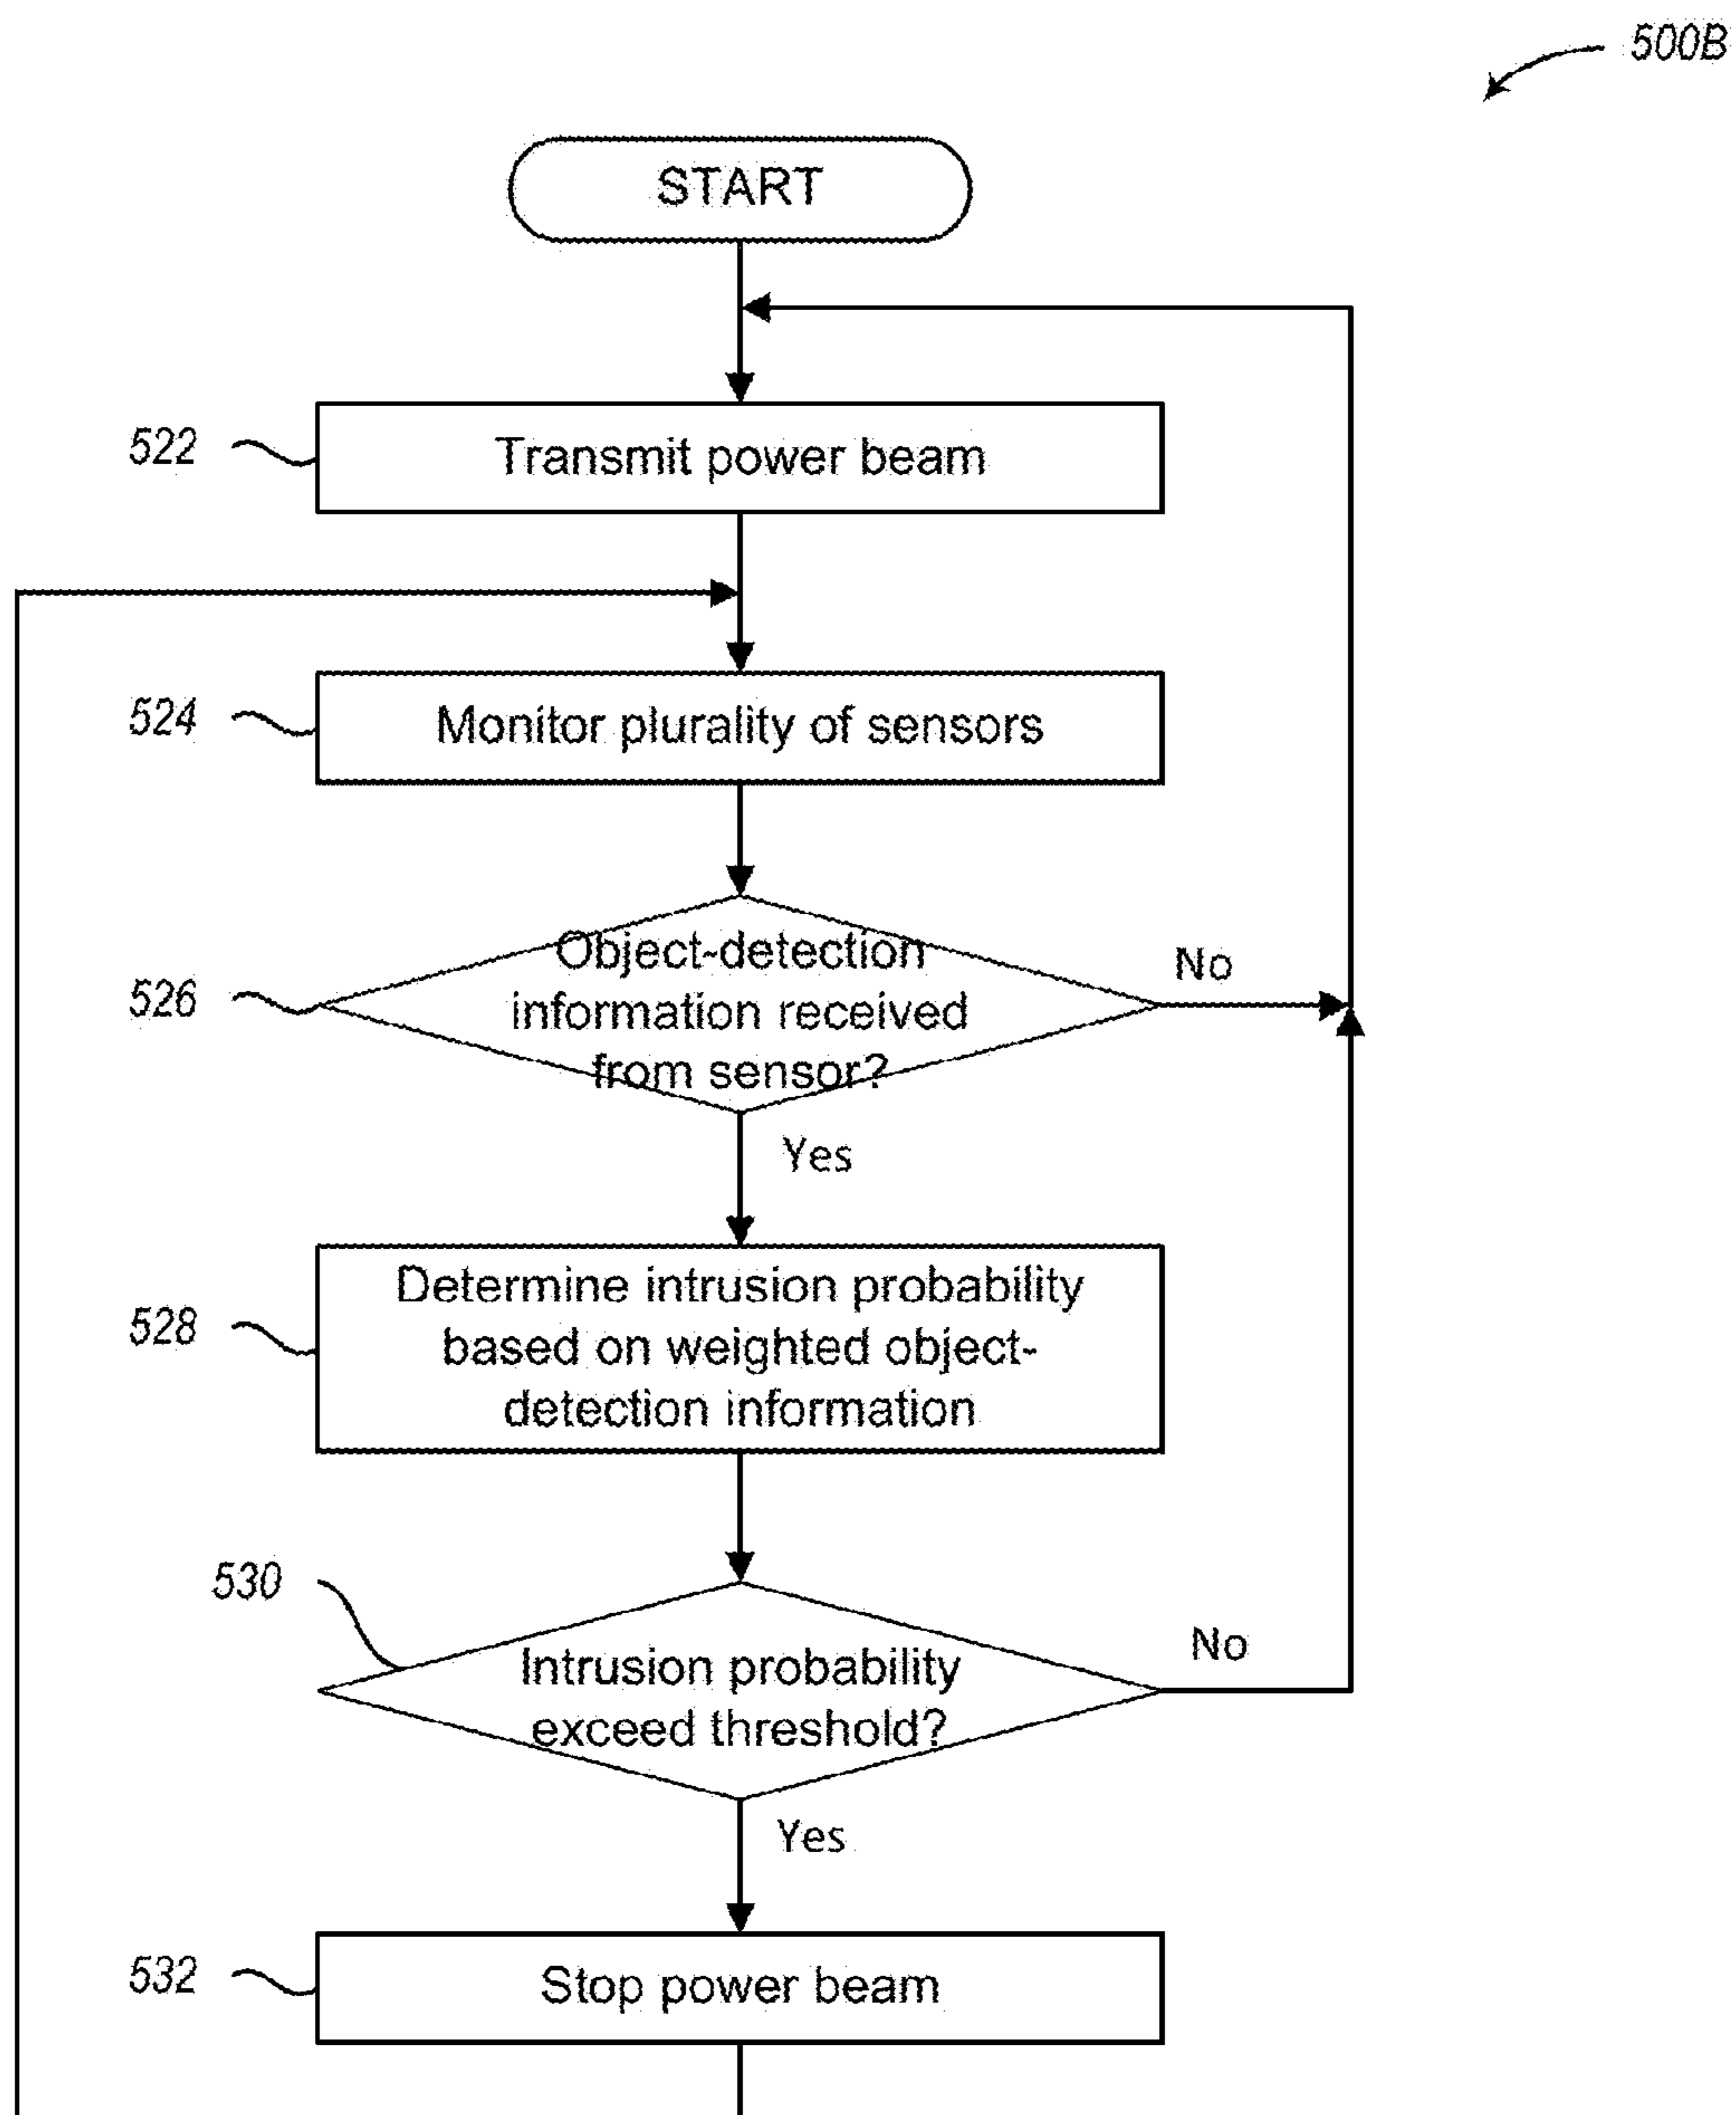 500B
START
522
Transmit power beam
524
Monitor plurality of sensors
526
Object-detection
information received
from sensor?
No
Yes
528
Determine intrusion probability
based on weighted object-
detection information
530
Intrusion probability
exceed threshold?
No
Yes
532
Stop power beam